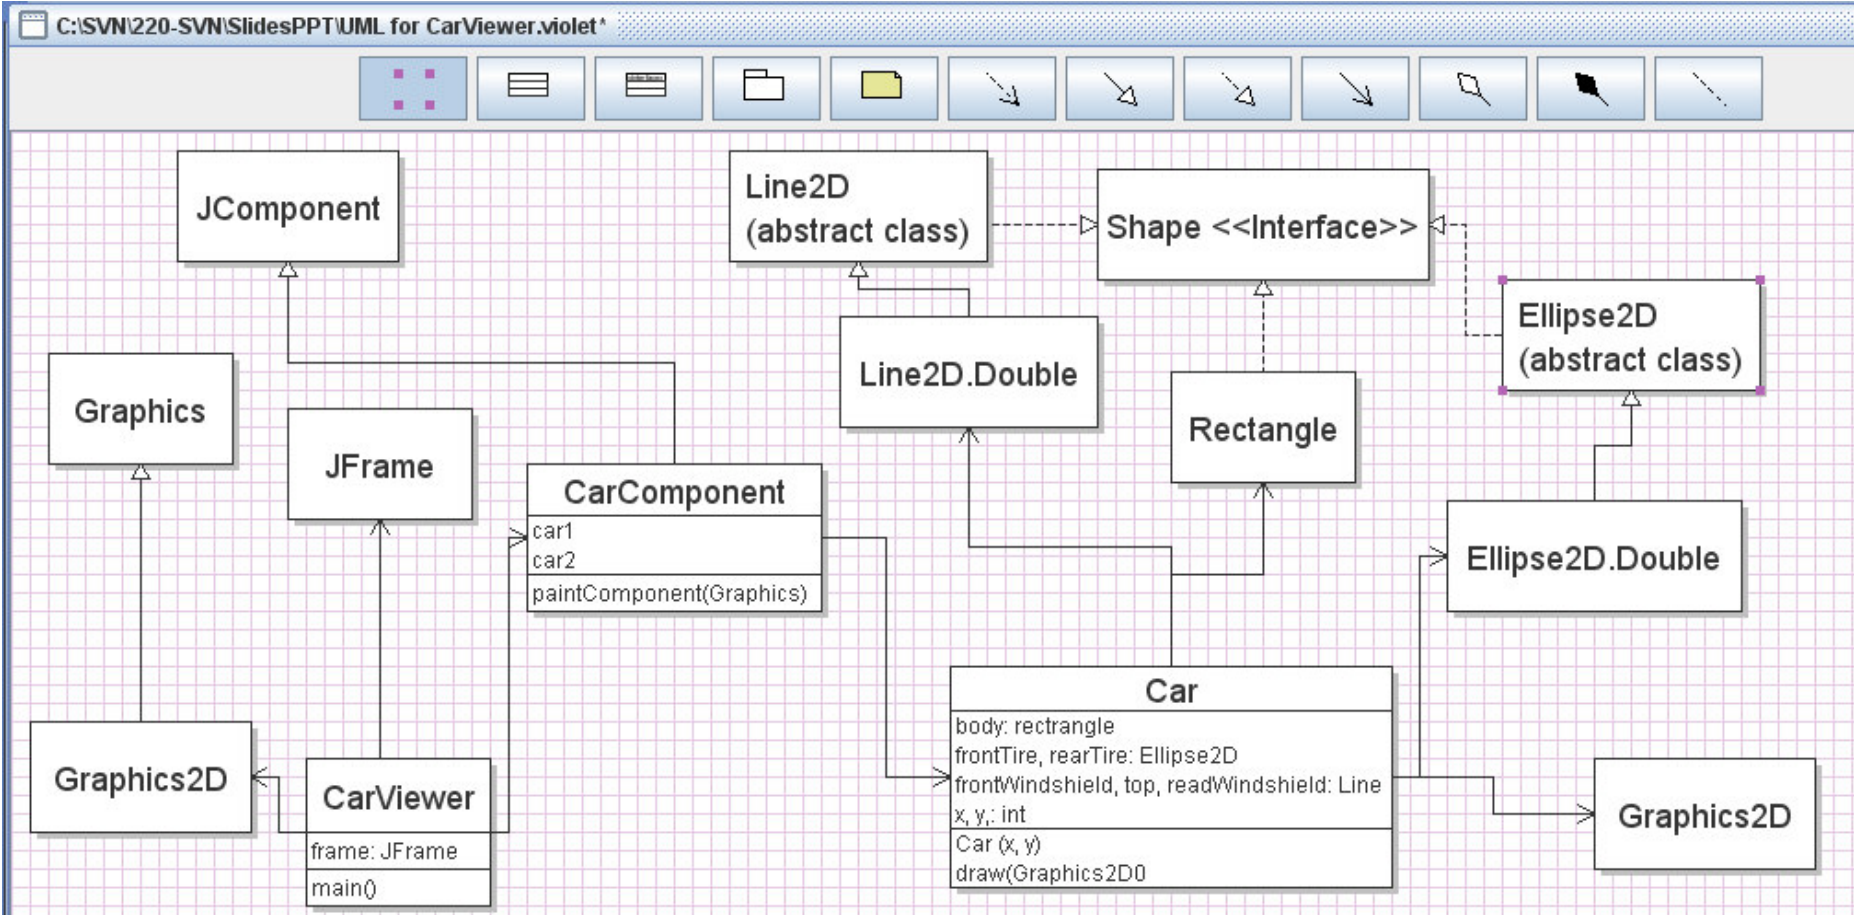 C:\SVN\220-SVN\SlidesPPT\UML for CarViewer.violet*
JComponent
Line2D
(abstract class)
Shape <<Interface>>
Ellipse2D
(abstract class)
Line2D.Double
Graphics
JFrame
Rectangle
CarComponent
car1
car2
paintComponent(Graphics)
Ellipse2D.Double
Car
body: rectrangle
frontTire, rearTire: Ellipse2D
frontWindshield, top, readWindshield: Line
x, y,: int
Car (x, y)
draw(Graphics2D0
Graphics2D
CarViewer
frame: JFrame
main()
Graphics2D